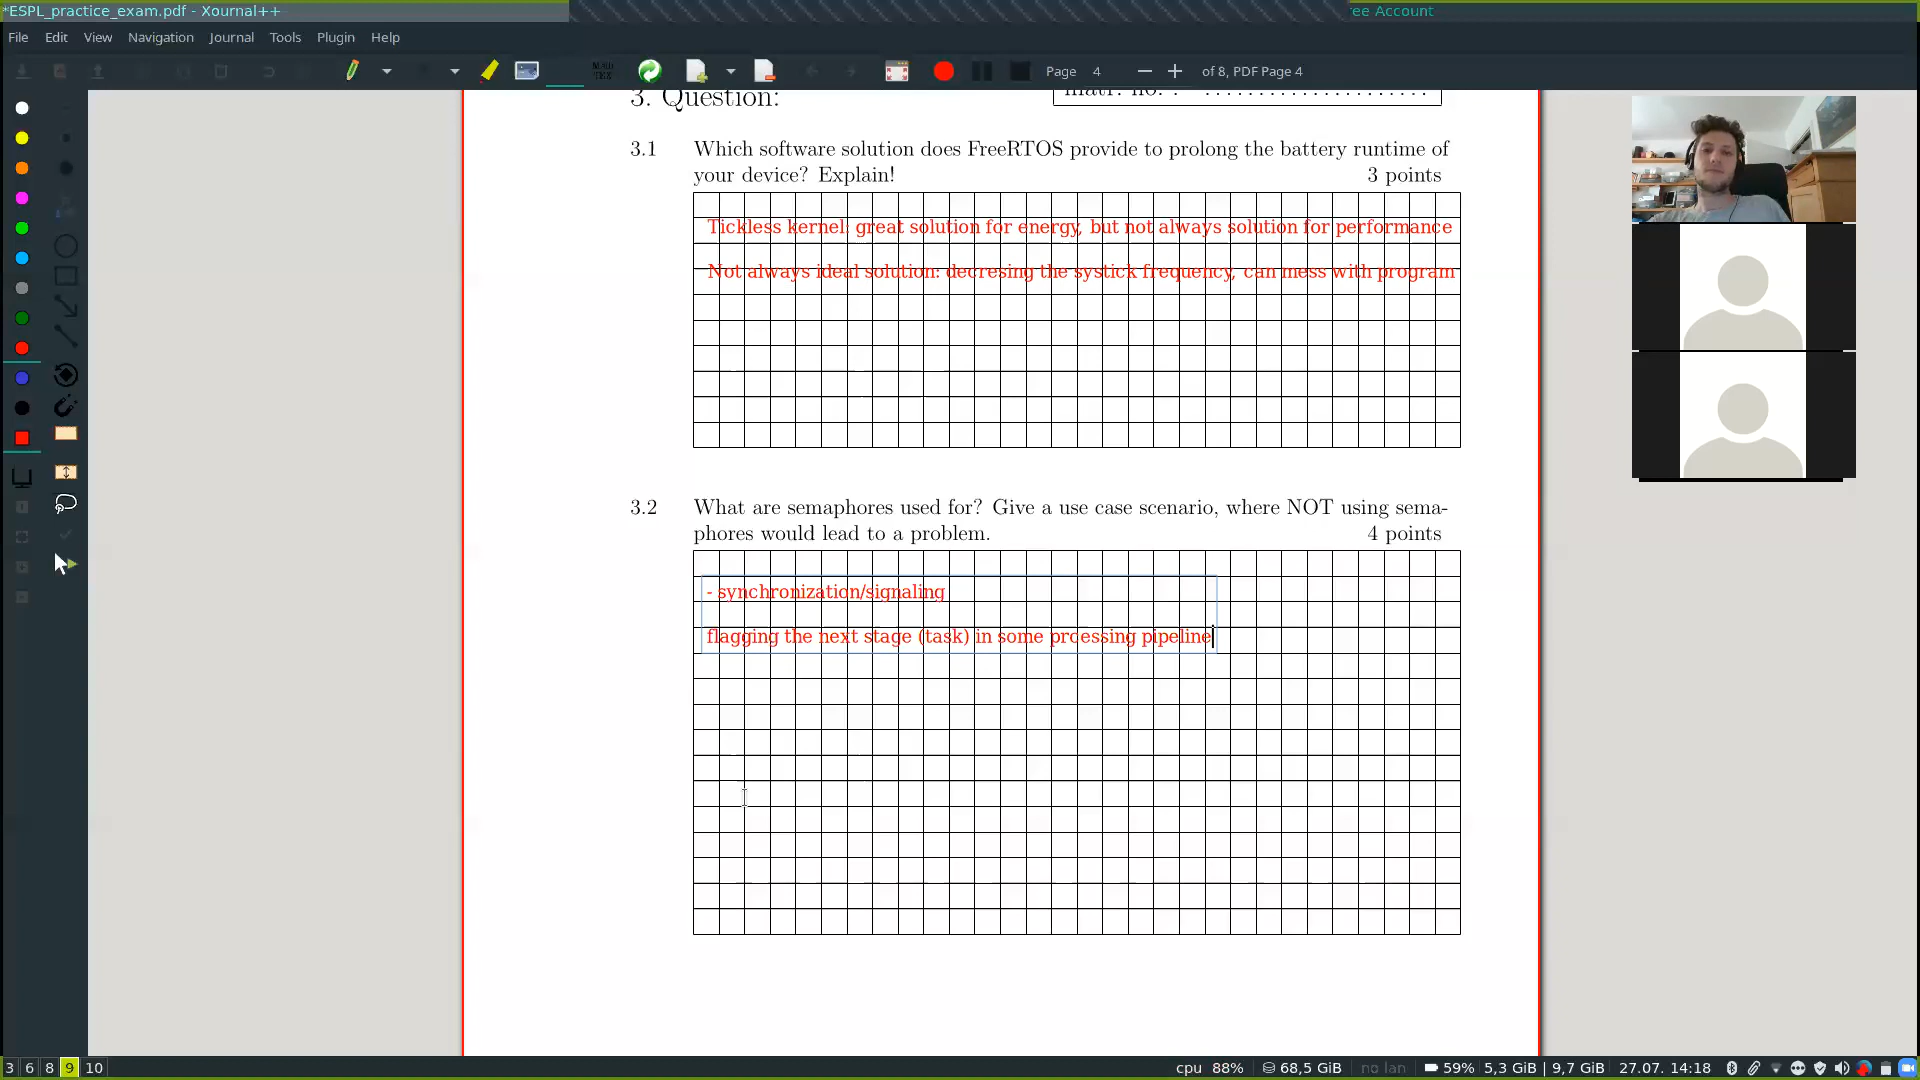 *ESPL_practice_exam.pdf - Xournal++
ree Account
File Edit View Navigation Journal Tools Plugin Help
Page 4 of 8, PDF Page 4
3. Question:
matr. no. :
3.1 Which software solution does FreeRTOS provide to prolong the battery runtime of
your device? Explain! 3 points
Tickless kernel: great solution for energy, but not always solution for performance
Not always ideal solution: decresing the systick frequency, can mess with program
3.2 What are semaphores used for? Give a use case scenario, where NOT using sema-
phores would lead to a problem. 4 points
- synchronization/signaling
flagging the next stage (task) in some prcessing pipeline
3 6 8 9 10 cpu 88% 68,5 GiB no lan 59% 5,3 GiB | 9,7 GiB 27.07. 14:18